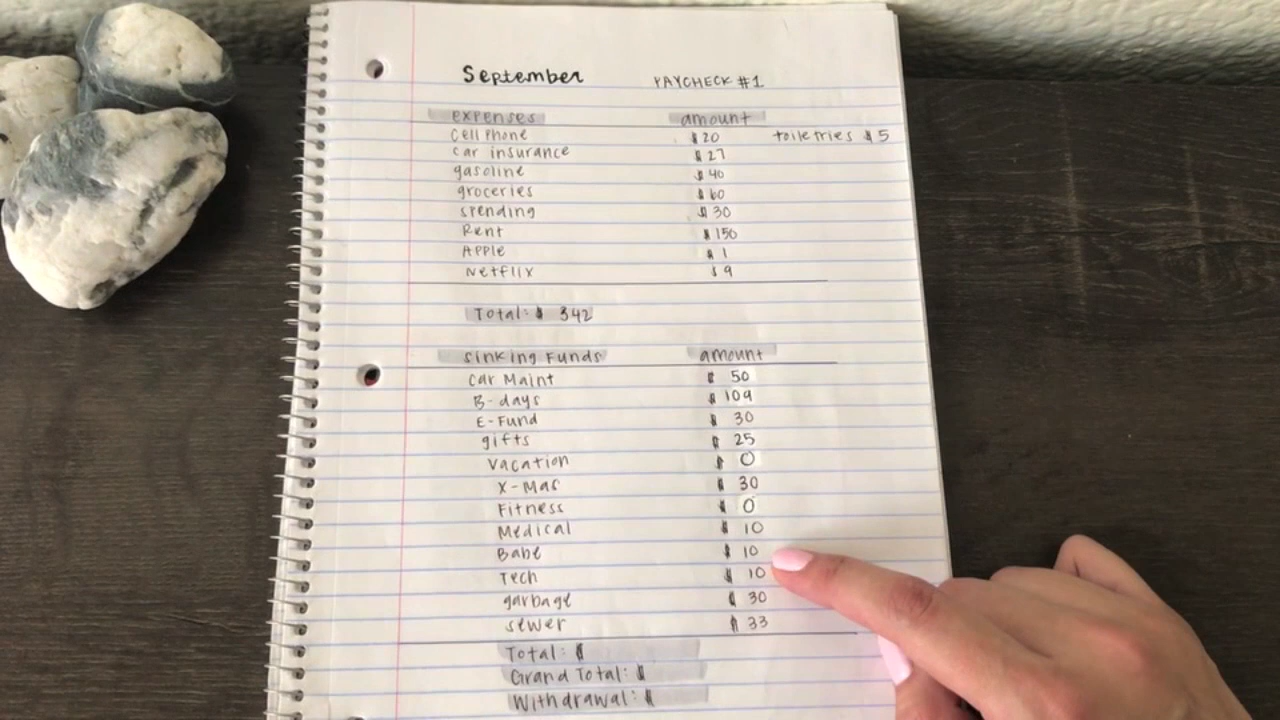 September PAYCHECK #1
expenses amount
Cell Phone $20 toiletries $5
car insurance $27
gasoline $40
groceries $60
spending $30
Rent $150
Apple $1
Netflix $9
Total: $ 342
Sinking Funds amount
Car Maint $ 50
B-days $ 109
E-Fund $ 30
gifts $ 25
Vacation $ 0
X-Mas $ 30
Fitness $ 0
Medical $ 10
Babe $ 10
Tech $ 10
garbage $ 30
sewer $ 33
Total: $
Grand Total: $
Withdrawal: $